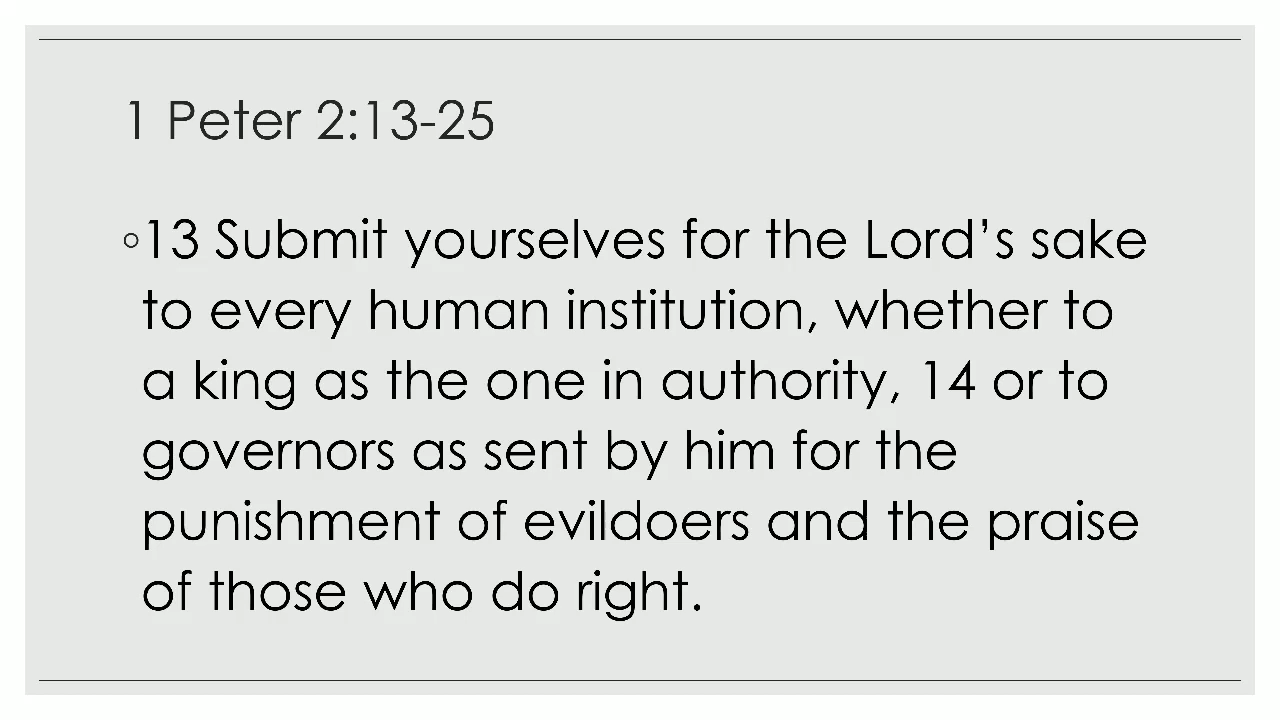 1 Peter 2:13-25
◦13 Submit yourselves for the Lord’s sake
to every human institution, whether to
a king as the one in authority, 14 or to
governors as sent by him for the
punishment of evildoers and the praise
of those who do right.